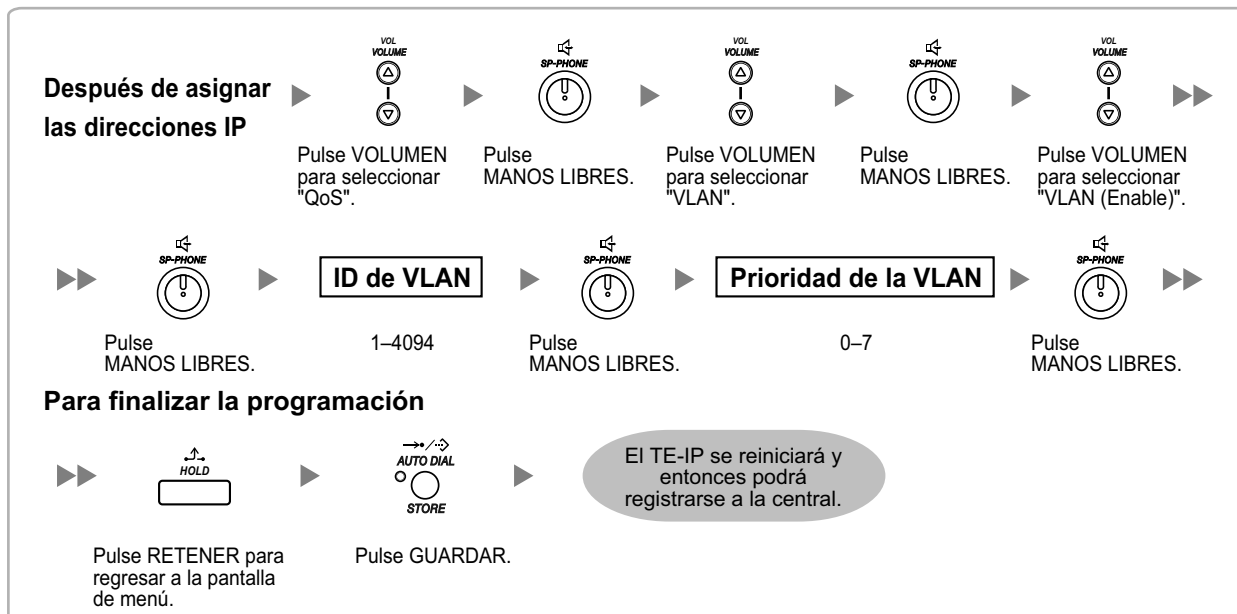 VOL
VOLUME
SP-PHONE
VOL
VOLUME
SP-PHONE
VOL
VOLUME
Después de asignar
las direcciones IP
Pulse VOLUMEN
para seleccionar
"QoS".
Pulse
MANOS LIBRES.
Pulse VOLUMEN
para seleccionar
"VLAN".
Pulse
MANOS LIBRES.
Pulse VOLUMEN
para seleccionar
"VLAN (Enable)".
SP-PHONE
ID de VLAN
SP-PHONE
Prioridad de la VLAN
SP-PHONE
Pulse
MANOS LIBRES.
1–4094
Pulse
MANOS LIBRES.
0–7
Pulse
MANOS LIBRES.
Para finalizar la programación
HOLD
AUTO DIAL
STORE
El TE-IP se reiniciará y
entonces podrá
registrarse a la central.
Pulse RETENER para
regresar a la pantalla
de menú.
Pulse GUARDAR.